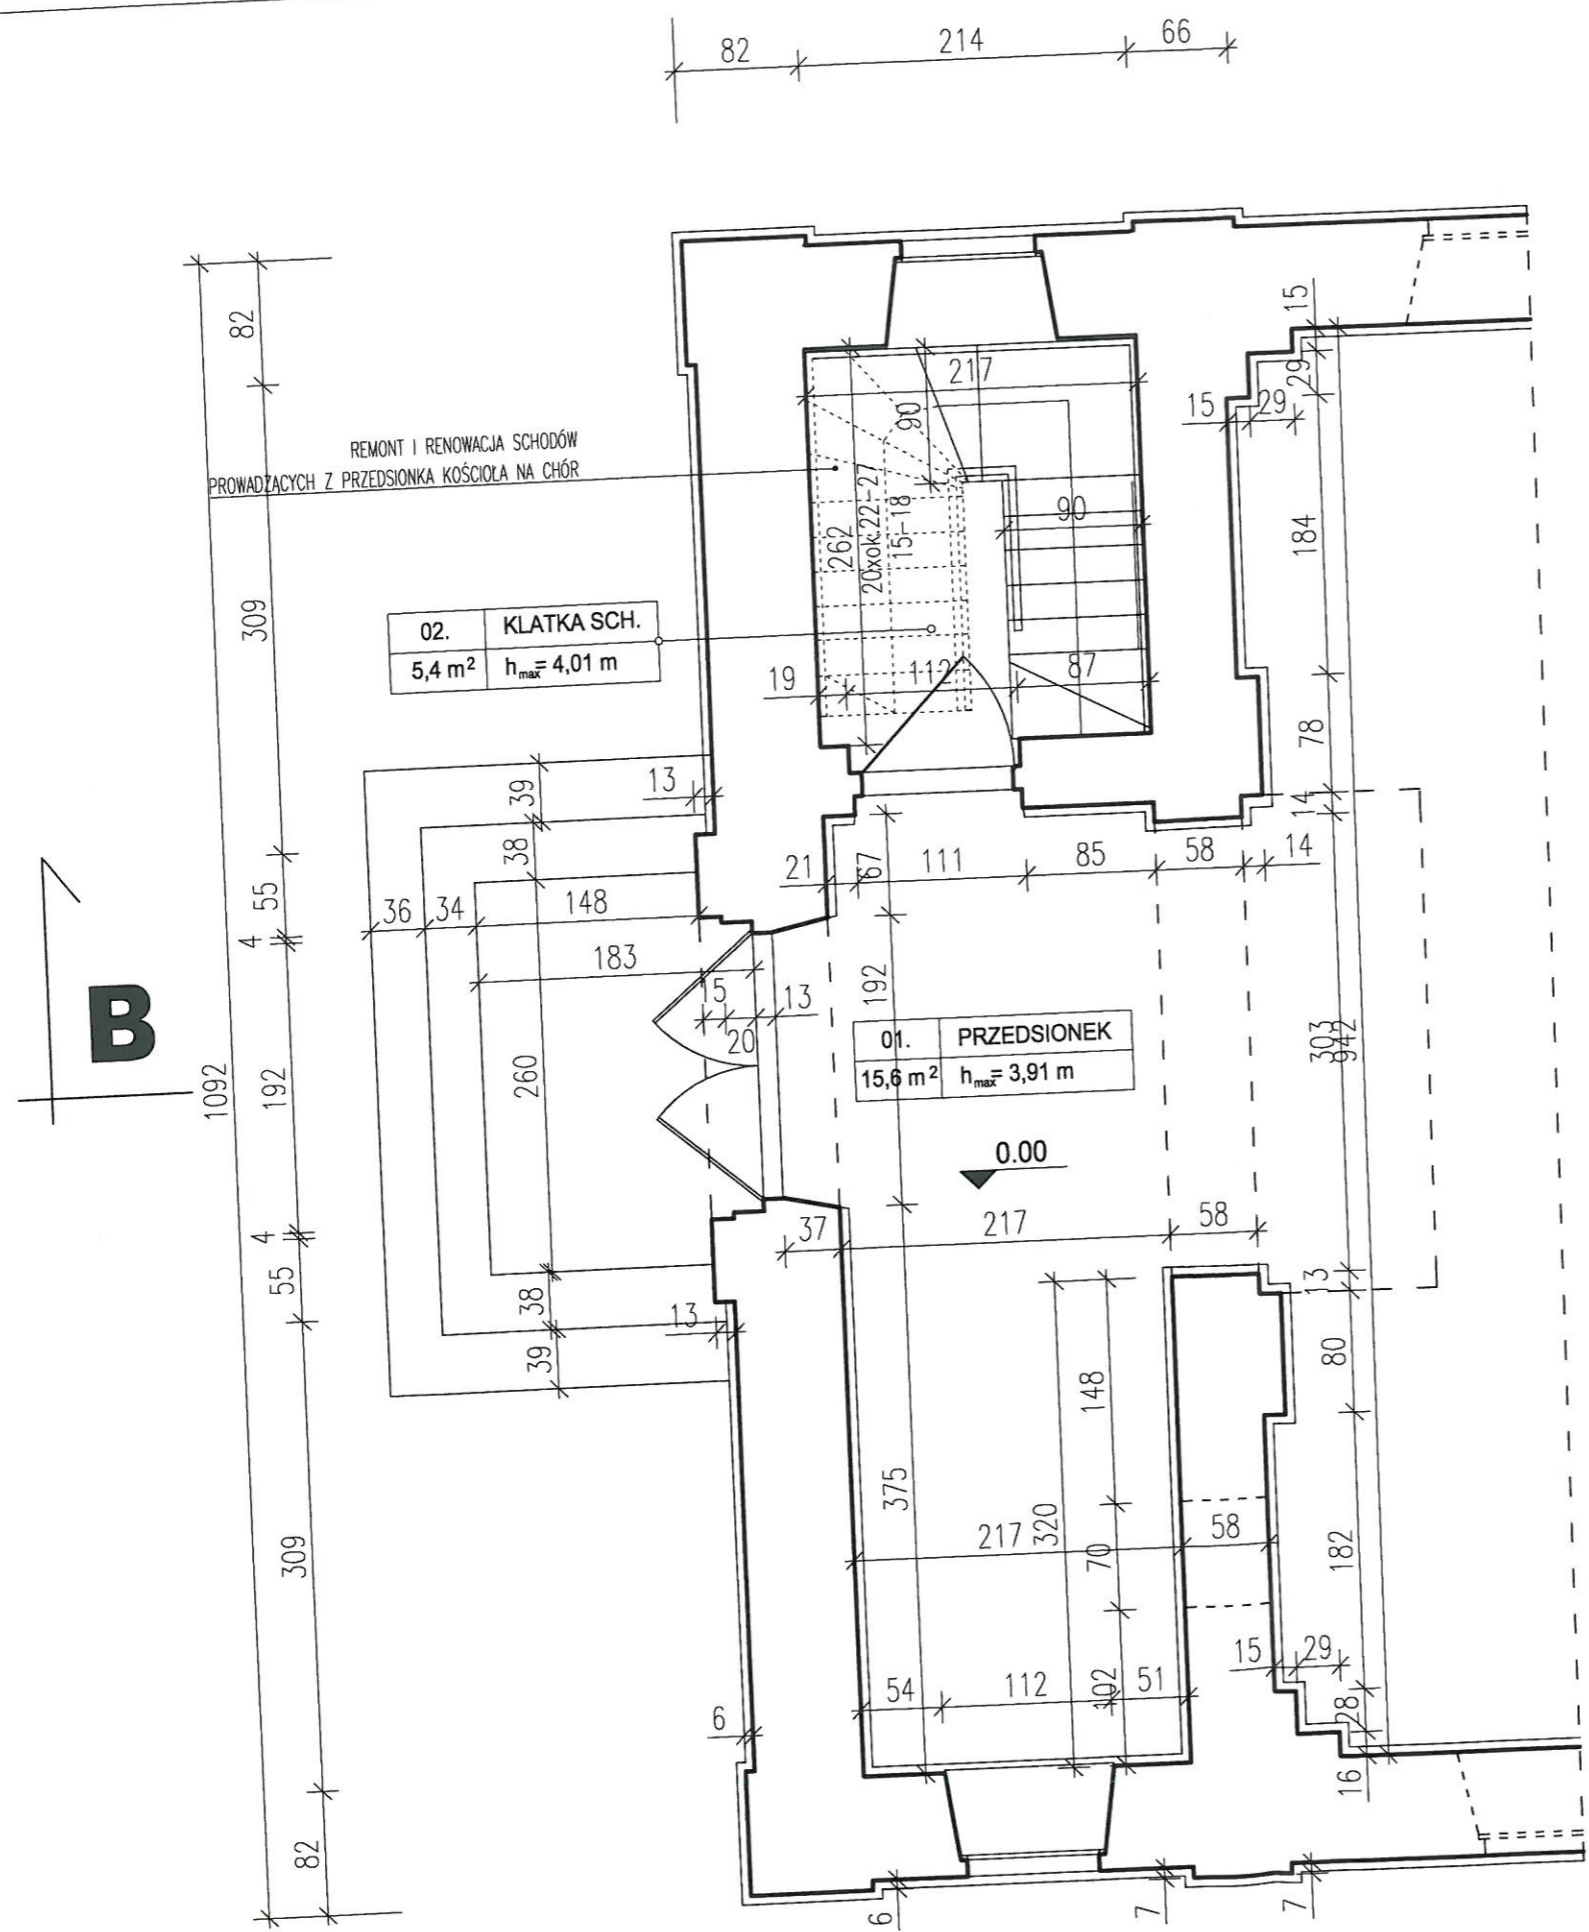 82 214 66
82
309
55
4
192
1092
4
55
309
82
REMONT I RENOWACJA SCHODÓW
PROWADZĄCYCH Z PRZEDSIONKA KOŚCIOŁA NA CHÓR
217
90
262
20xok.22-27
15-18
90
02. KLATKA SCH.
5,4 m² hmax= 4,01 m
19 112 87
15
29
15 29
184
78
14
13
39
38
36 34 148
183
15 13
20
260
38
39
13
21 67 111 85 58 14
192
B
01. PRZEDSIONEK
15,6 m² hmax= 3,91 m
0.00
303
942
37 217 58
13
80
148
375
320
217 70 58
182
15 29
54 112 102 51
28
16
6
6 7 7